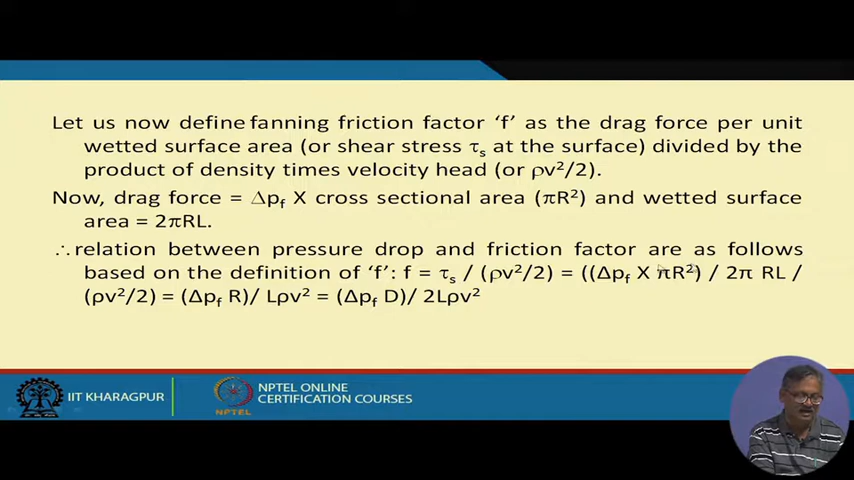 Let us now define fanning friction factor ‘f’ as the drag force per unit
wetted surface area (or shear stress τₛ at the surface) divided by the
product of density times velocity head (or ρv²/2).
Now, drag force = Δp_f X cross sectional area (πR²) and wetted surface
area = 2πRL.
∴ relation between pressure drop and friction factor are as follows
based on the definition of ‘f’: f = τₛ / (ρv²/2) = ((Δp_f X πR²) / 2π RL /
(ρv²/2) = (Δp_f R)/ Lρv² = (Δp_f D)/ 2Lρv²
IIT KHARAGPUR
NPTEL
NPTEL ONLINE
CERTIFICATION COURSES